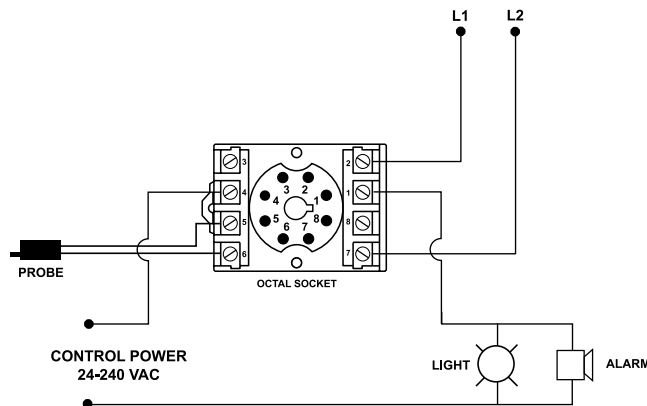 L1
L2
3
2
4
3
2
1
4
1
5
5
8
8
6
7
6
7
PROBE
OCTAL SOCKET
CONTROL POWER
24-240 VAC
LIGHT
ALARM